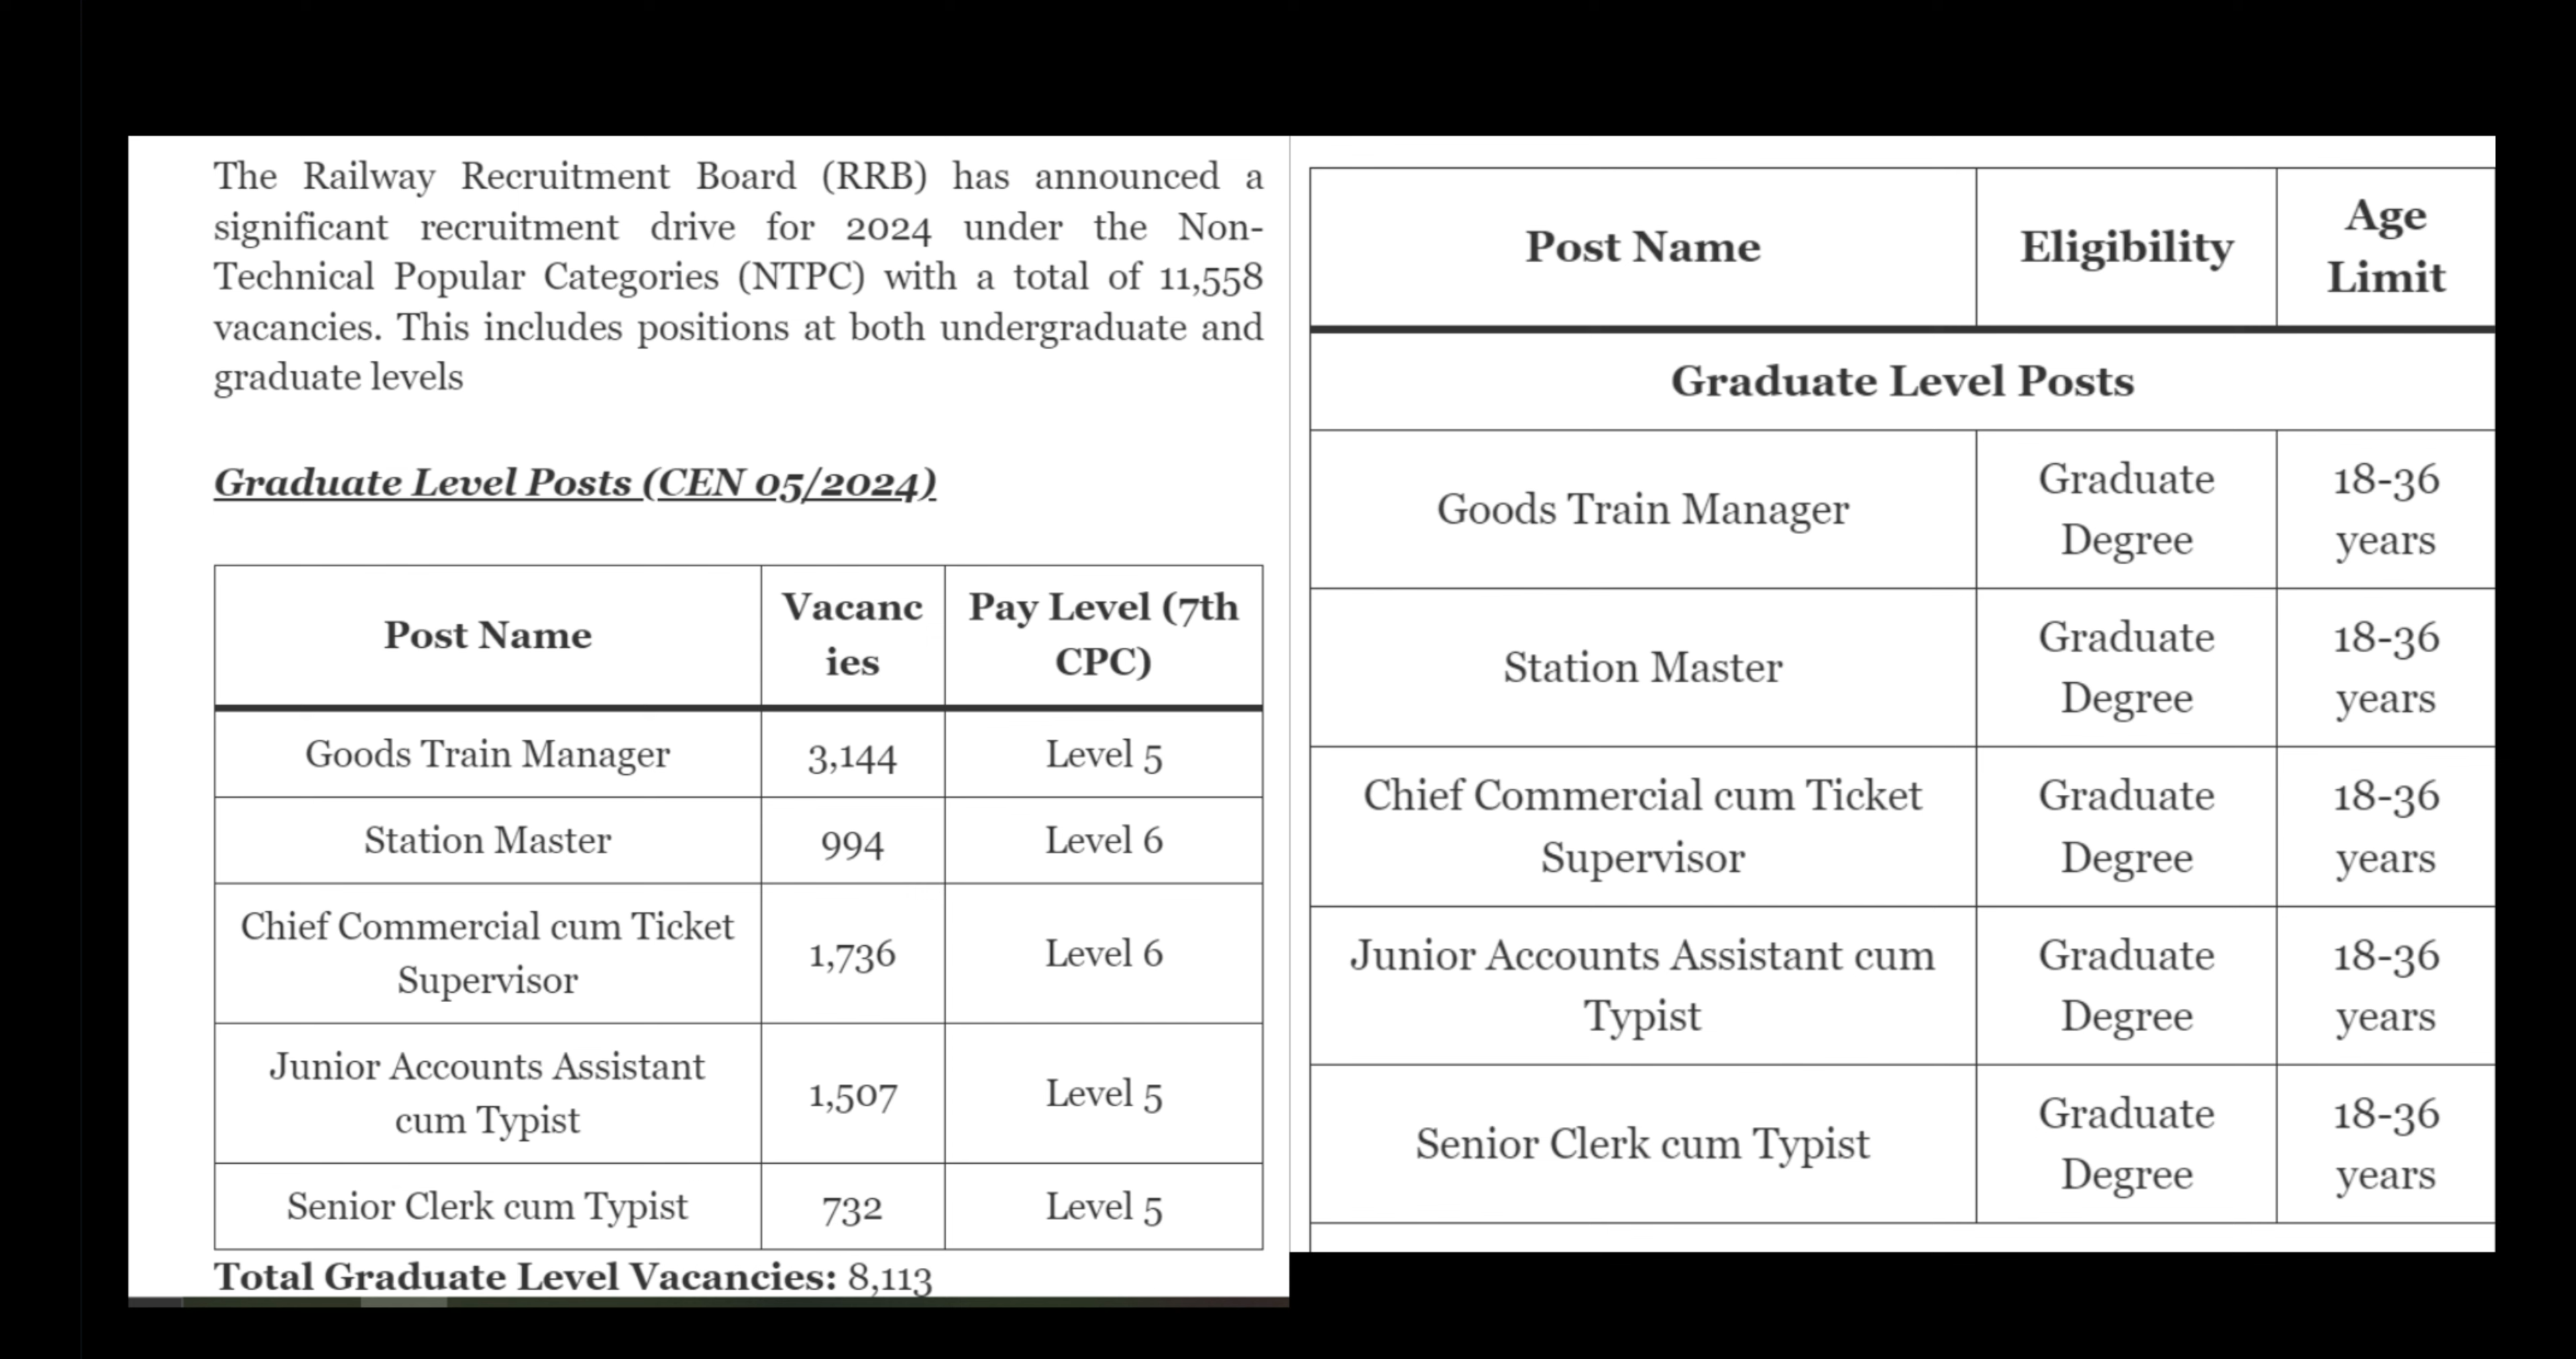 The Railway Recruitment Board (RRB) has announced a
significant recruitment drive for 2024 under the Non-
Technical Popular Categories (NTPC) with a total of 11,558
vacancies. This includes positions at both undergraduate and
graduate levels
Graduate Level Posts (CEN 05/2024)
Post Name
Vacanc
ies
Pay Level (7th
CPC)
Goods Train Manager
3,144
Level 5
Station Master
994
Level 6
Chief Commercial cum Ticket
Supervisor
1,736
Level 6
Junior Accounts Assistant
cum Typist
1,507
Level 5
Senior Clerk cum Typist
732
Level 5
Total Graduate Level Vacancies: 8,113
Post Name
Eligibility
Age
Limit
Graduate Level Posts
Goods Train Manager
Graduate
Degree
18-36
years
Station Master
Graduate
Degree
18-36
years
Chief Commercial cum Ticket
Supervisor
Graduate
Degree
18-36
years
Junior Accounts Assistant cum
Typist
Graduate
Degree
18-36
years
Senior Clerk cum Typist
Graduate
Degree
18-36
years